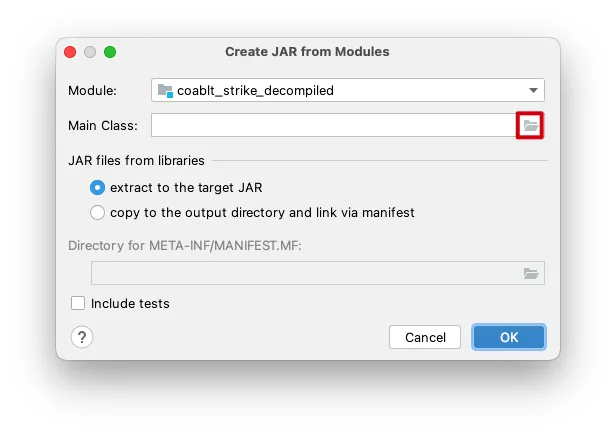 Create JAR from Modules
Module: coablt_strike_decompiled
Main Class:
JAR files from libraries
extract to the target JAR
copy to the output directory and link via manifest
Directory for META-INF/MANIFEST.MF:
Include tests
? Cancel OK